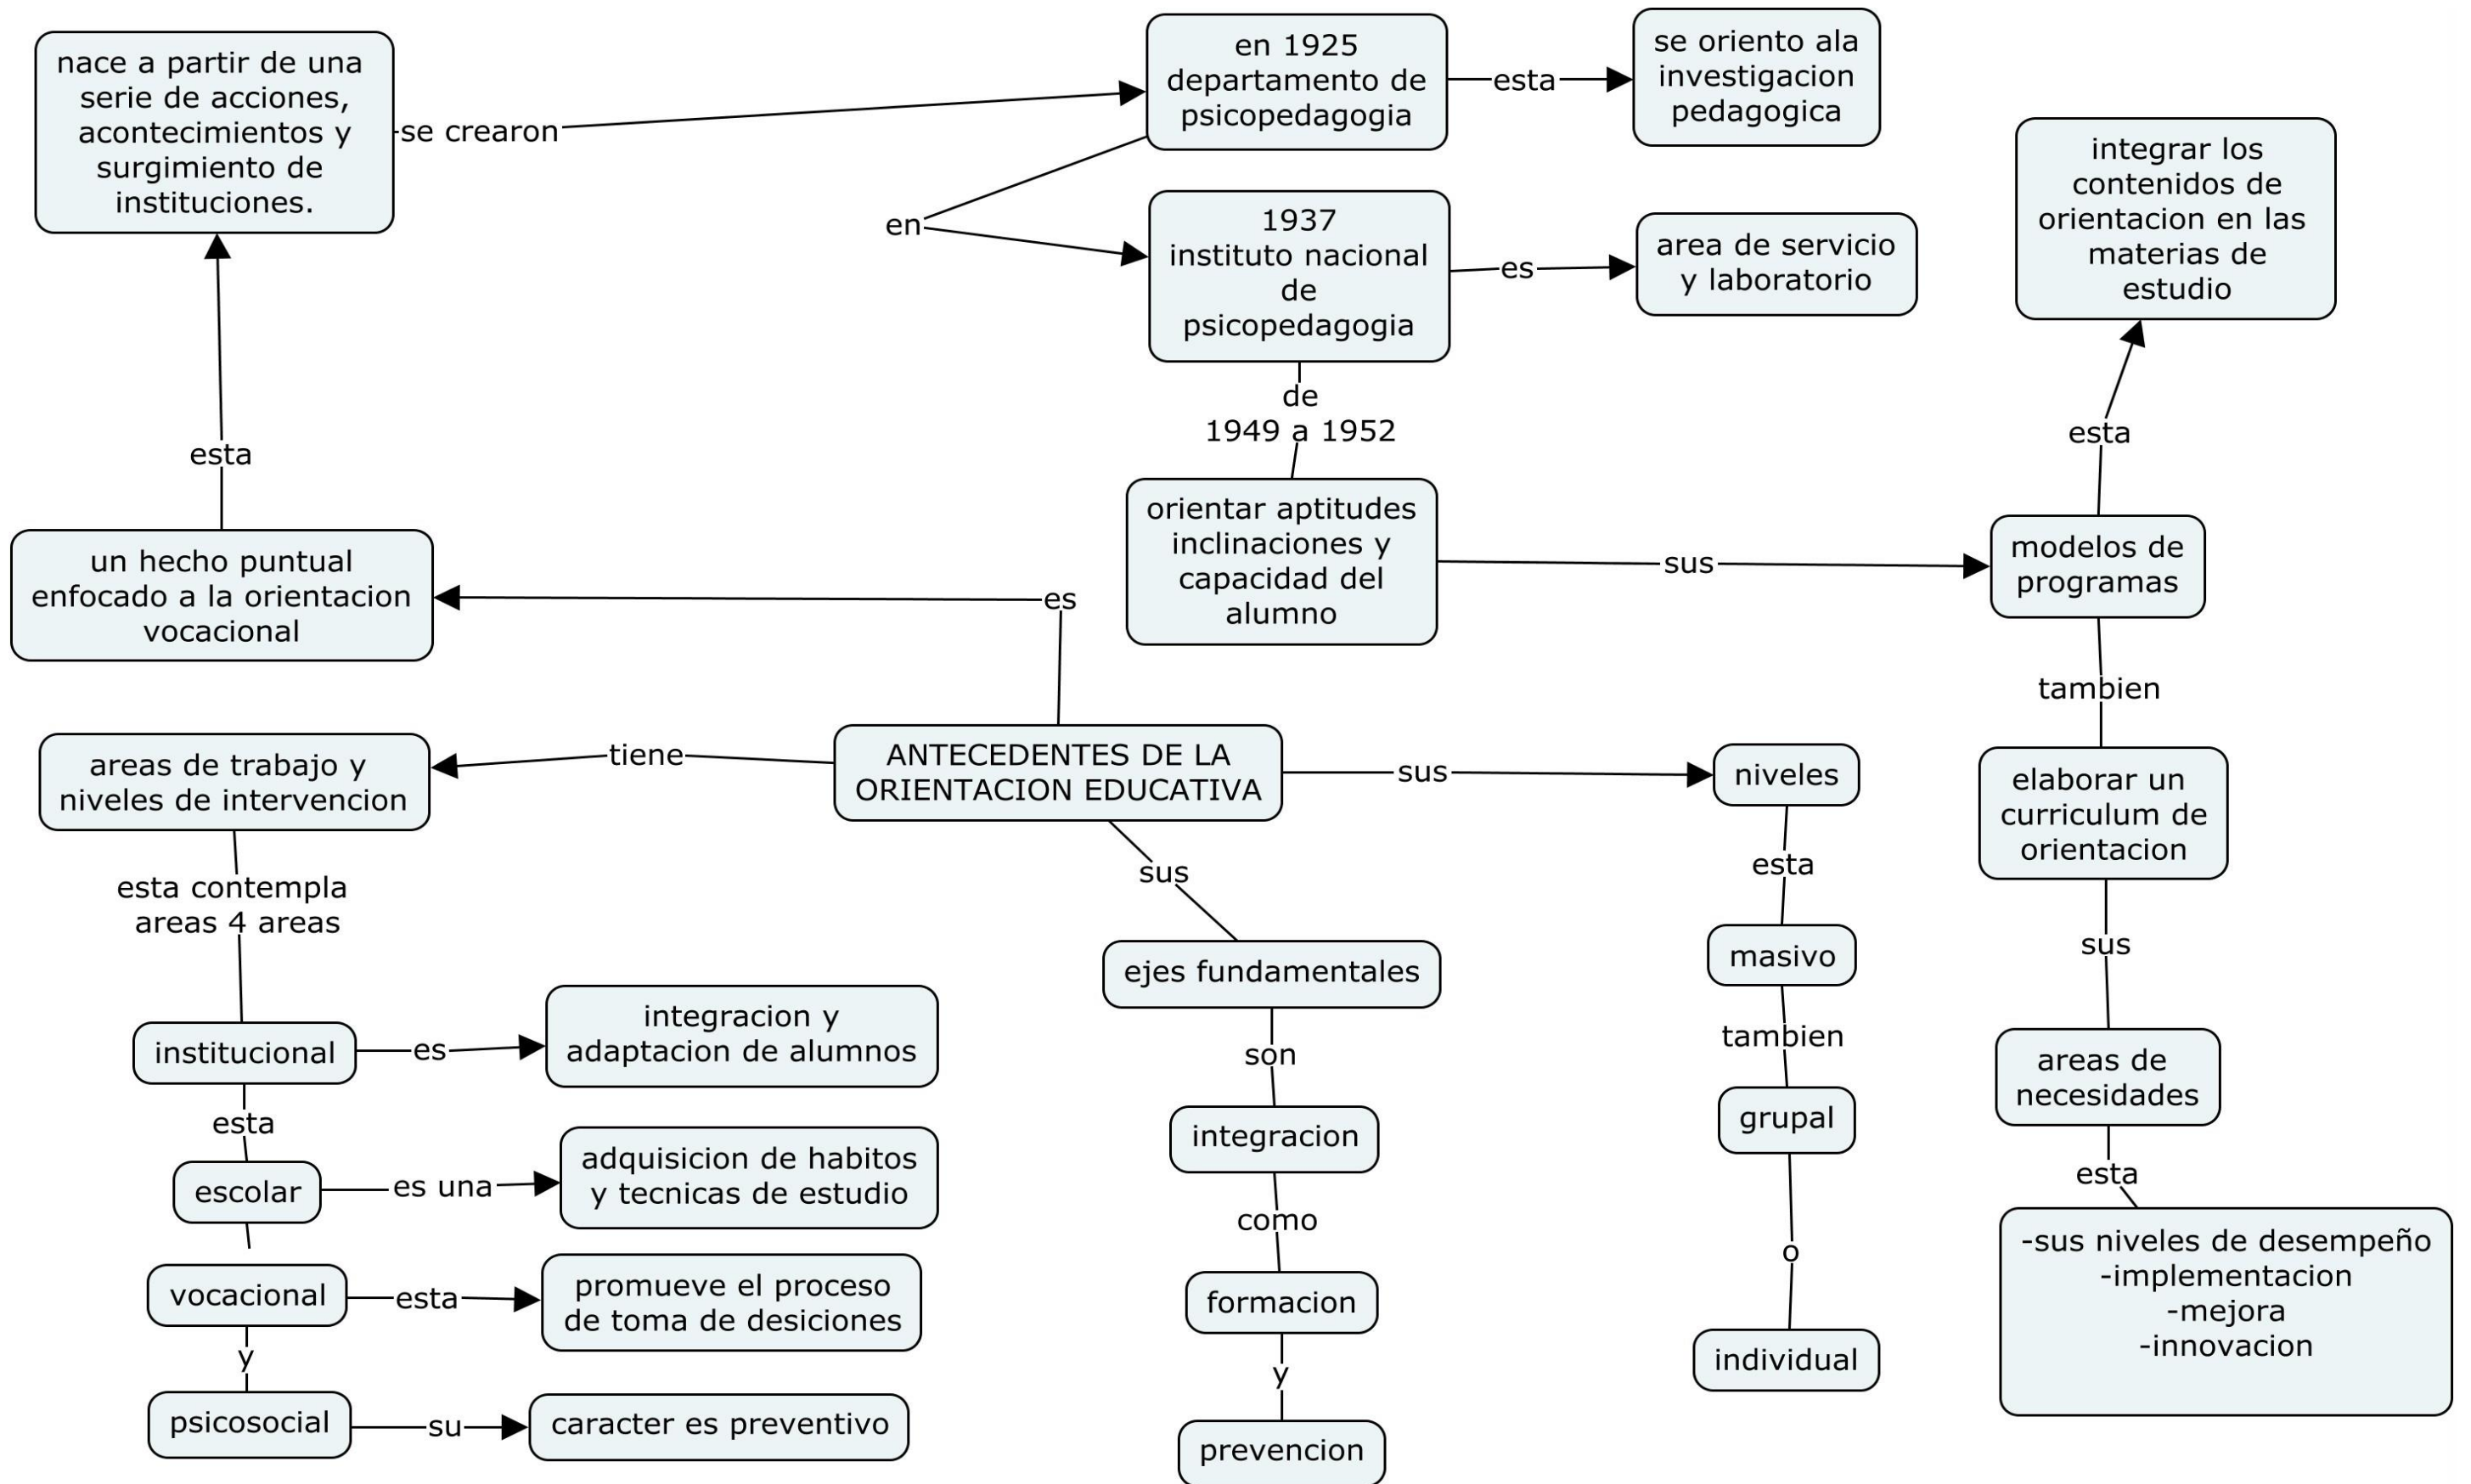 nace a partir de una
serie de acciones,
acontecimientos y
surgimiento de
instituciones.
se crearon
en 1925
departamento de
psicopedagogia
esta
se oriento ala
investigacion
pedagogica
en
1937
instituto nacional
de
psicopedagogia
es
area de servicio
y laboratorio
integrar los
contenidos de
orientacion en las
materias de
estudio
de
1949 a 1952
esta
esta
un hecho puntual
enfocado a la orientacion
vocacional
es
orientar aptitudes
inclinaciones y
capacidad del
alumno
sus
modelos de
programas
tambien
areas de trabajo y
niveles de intervencion
tiene
ANTECEDENTES DE LA
ORIENTACION EDUCATIVA
sus
niveles
elaborar un
curriculum de
orientacion
esta contempla
areas 4 areas
sus
esta
ejes fundamentales
masivo
sus
institucional
es
integracion y
adaptacion de alumnos
son
tambien
areas de
necesidades
esta
integracion
grupal
esta
escolar
es una
adquisicion de habitos
y tecnicas de estudio
como
o
-sus niveles de desempeño
-implementacion
-mejora
-innovacion
vocacional
esta
promueve el proceso
de toma de desiciones
formacion
individual
y
y
psicosocial
su
caracter es preventivo
prevencion